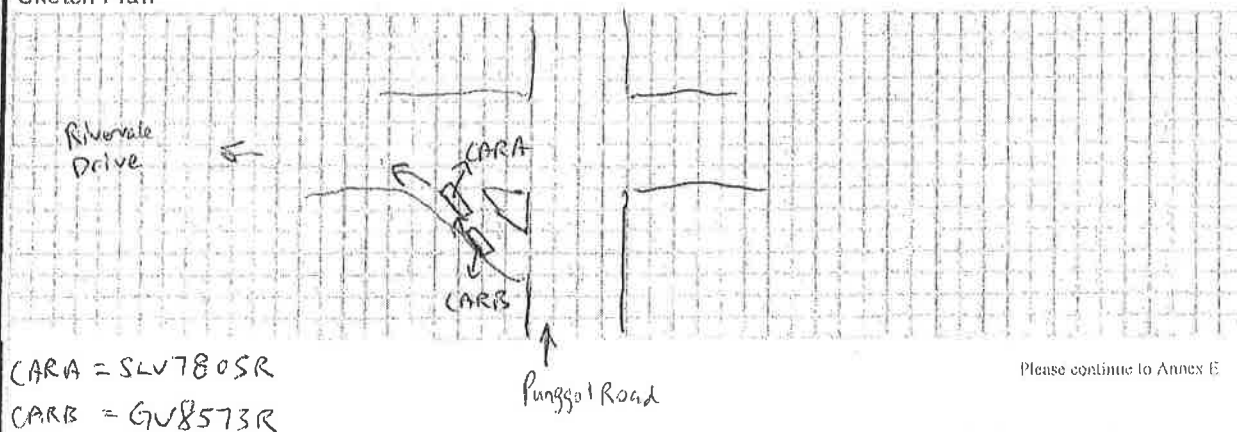 Sketch Plan
Rivervale
Drive
CARA
CARB
CARA = SLV7805R
CARB = GV8573R
Punggol Road
Please continue to Annex E